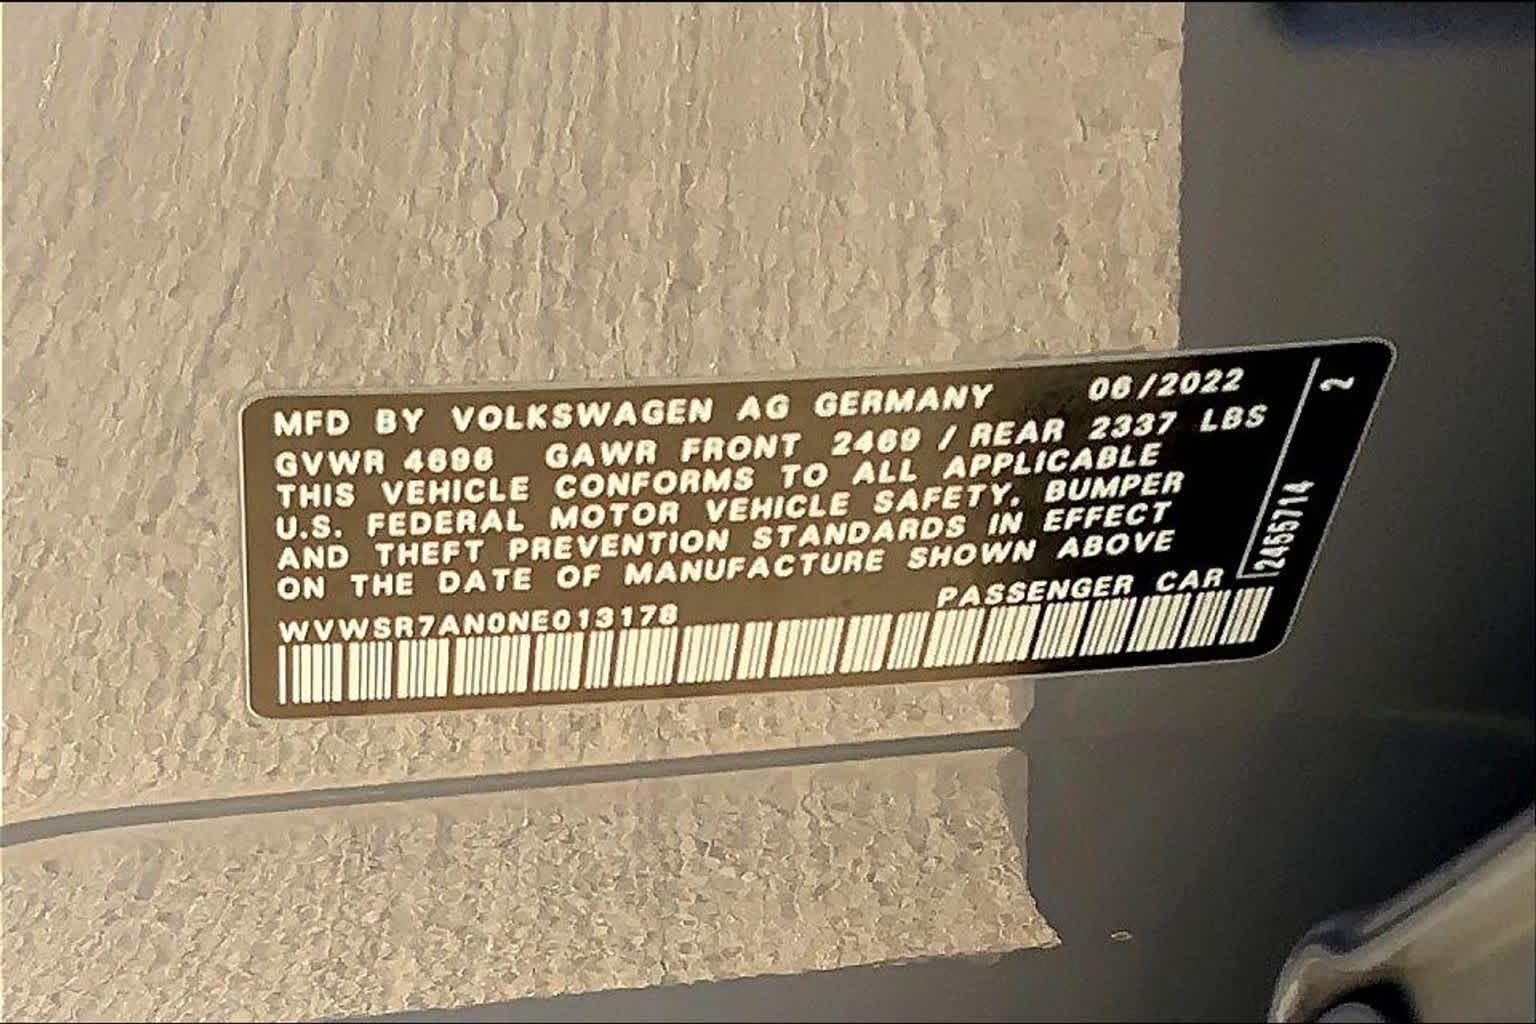 MFD BY VOLKSWAGEN AG GERMANY 06/2022
GVWR 4696 GAWR FRONT 2469 / REAR 2337 LBS
THIS VEHICLE CONFORMS TO ALL APPLICABLE
U.S. FEDERAL MOTOR VEHICLE SAFETY, BUMPER
AND THEFT PREVENTION STANDARDS IN EFFECT
ON THE DATE OF MANUFACTURE SHOWN ABOVE
PASSENGER CAR
WVWSR7AN0NE013178
2455714
2